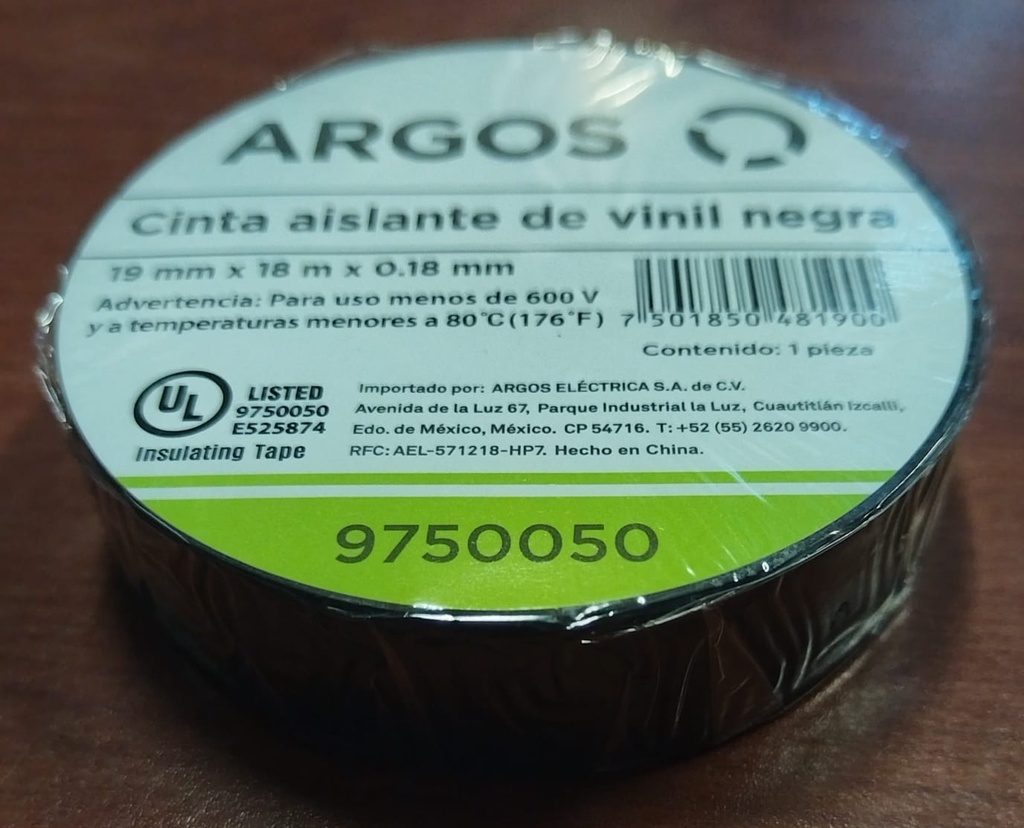 ARGOS
Cinta aislante de vinil negra
19 mm x 18 m x 0.18 mm
Advertencia: Para uso menos de 600 V
y a temperaturas menores a 80°C (176°F)
7 501850 481900
Contenido: 1 pieza
UL
LISTED
9750050
E525874
Insulating Tape
Importado por: ARGOS ELÉCTRICA S.A. de C.V.
Avenida de la Luz 67, Parque Industrial la Luz, Cuautitlán Izcalli,
Edo. de México, México. CP 54716. T: +52 (55) 2620 9900.
RFC: AEL-571218-HP7. Hecho en China.
9750050